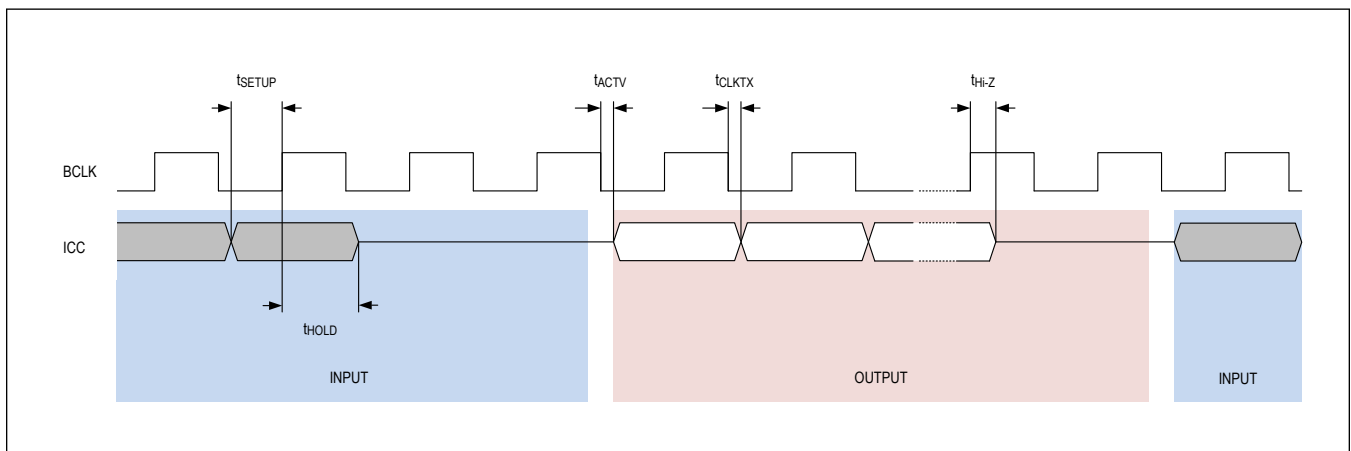 tSETUP
tACTV
tCLKTX
tHi-Z
BCLK
ICC
tHOLD
INPUT
OUTPUT
INPUT